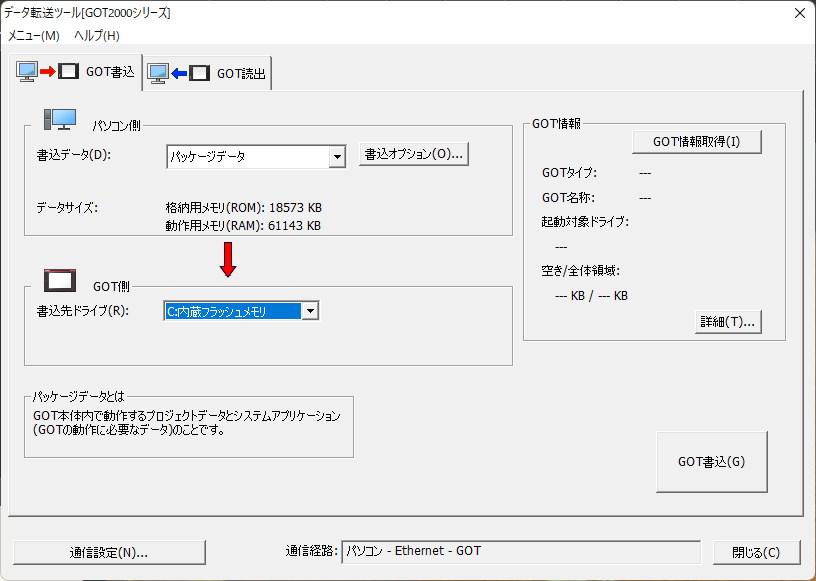 データ転送ツール[GOT2000シリーズ]
メニュー(M) ヘルプ(H)
GOT書込 GOT読出
パソコン側
書込データ(D): パッケージデータ 書込オプション(O)...
データサイズ: 格納用メモリ(ROM): 18573 KB
動作用メモリ(RAM): 61143 KB
GOT側
書込先ドライブ(R): C:内蔵フラッシュメモリ
パッケージデータとは
GOT本体内で動作するプロジェクトデータとシステムアプリケーション
(GOTの動作に必要なデータ)のことです。
GOT情報
GOT情報取得(I)
GOTタイプ: ---
GOT名称: ---
起動対象ドライブ:
---
空き/全体領域:
--- KB / --- KB
詳細(T)...
GOT書込(G)
通信設定(N)... 通信経路: パソコン - Ethernet - GOT 閉じる(C)